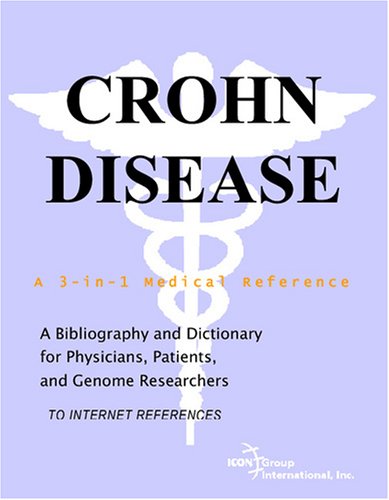 CROHN
DISEASE
A 3-in-1 Medical Reference
A Bibliography and Dictionary
for Physicians, Patients,
and Genome Researchers
TO INTERNET REFERENCES
ICON Group
International, Inc.